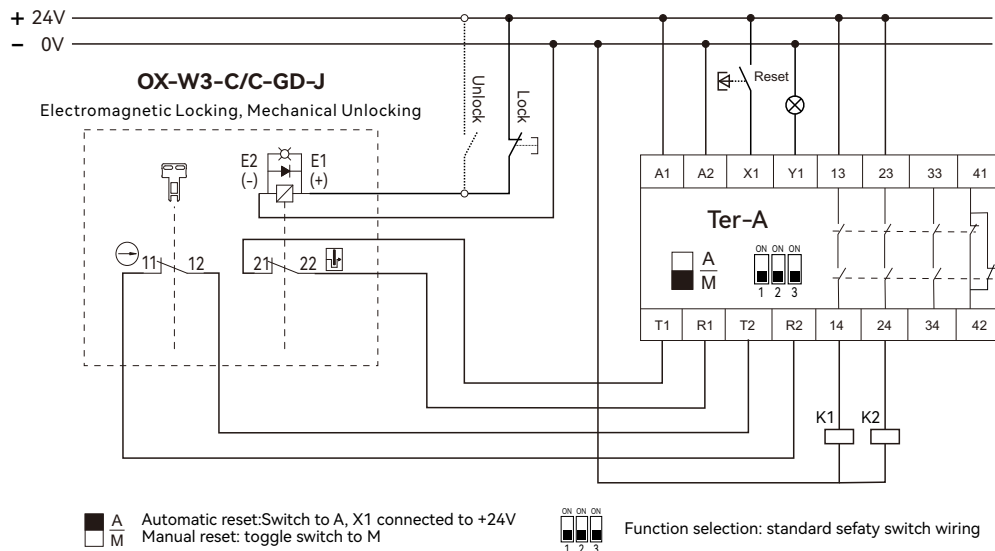 + 24V
− 0V
OX-W3-C/C-GD-J
Electromagnetic Locking, Mechanical Unlocking
Unlock
Lock
Reset
E2 E1
(-) (+)
11 12
21 22
A1 A2 X1 Y1 13 23 33 41
Ter-A
A
M
ON ON ON
1 2 3
T1 R1 T2 R2 14 24 34 42
K1 K2
A
M
Automatic reset:Switch to A, X1 connected to +24V
Manual reset: toggle switch to M
ON ON ON
1 2 3
Function selection: standard sefaty switch wiring